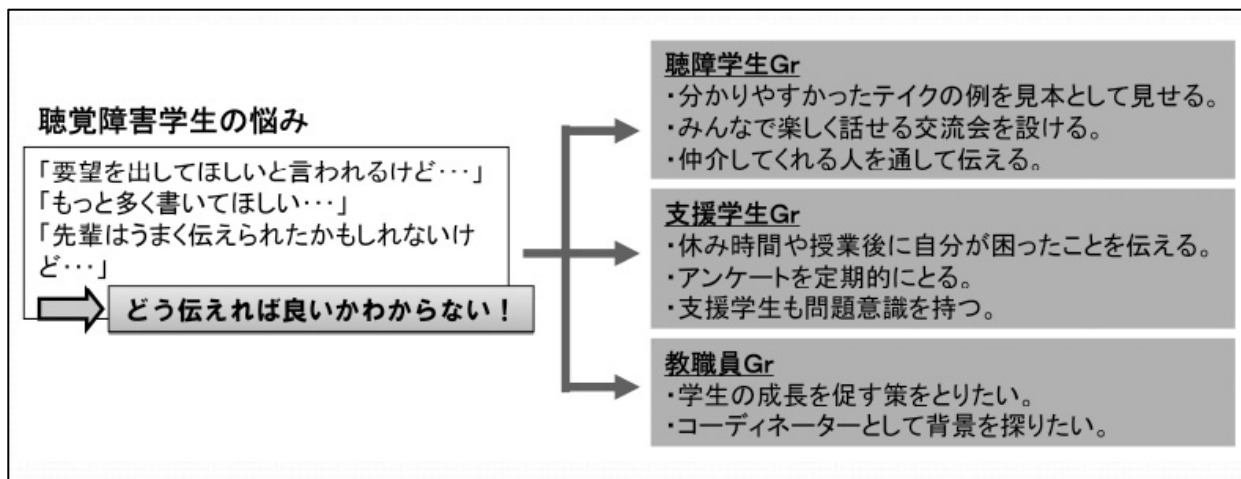 聴覚障害学生の悩み
「要望を出してほしいと言われるけど･･･」
「もっと多く書いてほしい･･･」
「先輩はうまく伝えられたかもしれないけ
ど･･･」
どう伝えれば良いかわからない！
聴障学生Gr
・分かりやすかったテイクの例を見本として見せる。
・みんなで楽しく話せる交流会を設ける。
・仲介してくれる人を通して伝える。
支援学生Gr
・休み時間や授業後に自分が困ったことを伝える。
・アンケートを定期的にとる。
・支援学生も問題意識を持つ。
教職員Gr
・学生の成長を促す策をとりたい。
・コーディネーターとして背景を探りたい。